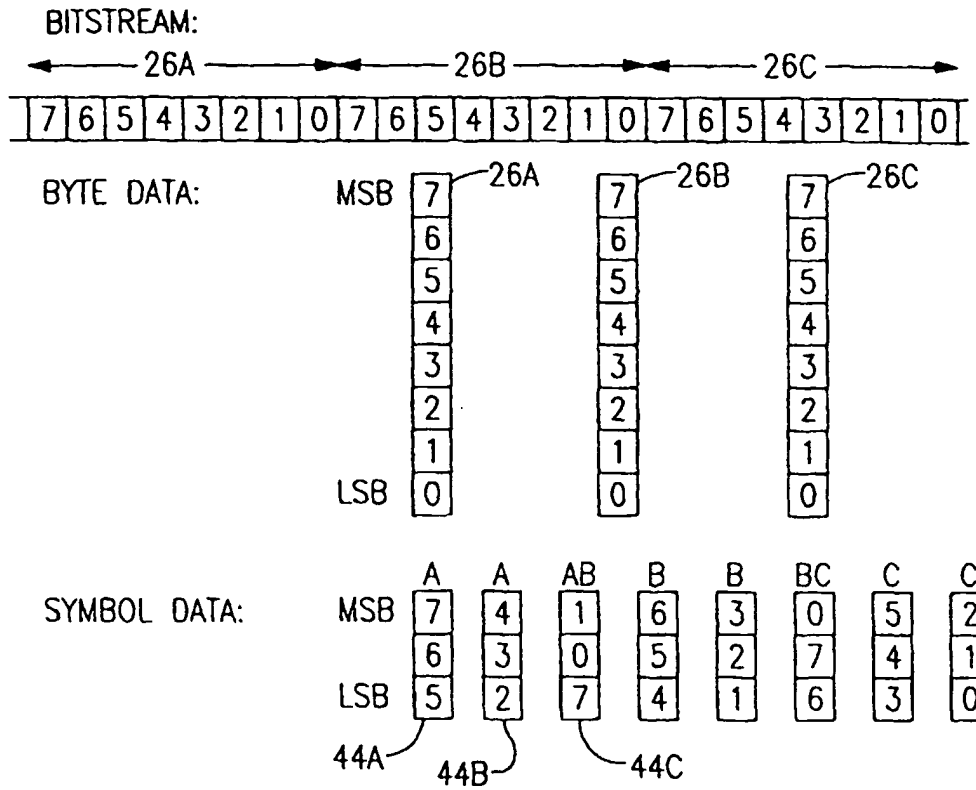 BITSTREAM:
26A 26B 26C
7 6 5 4 3 2 1 0 7 6 5 4 3 2 1 0 7 6 5 4 3 2 1 0
BYTE DATA: MSB 7 26A 7 26B 7 26C
6 6 6
5 5 5
4 4 4
3 3 3
2 2 2
1 1 1
LSB 0 0 0
A A AB B B BC C C
SYMBOL DATA: MSB 7 4 1 6 3 0 5 2
6 3 0 5 2 7 4 1
LSB 5 2 7 4 1 6 3 0
44A 44B 44C